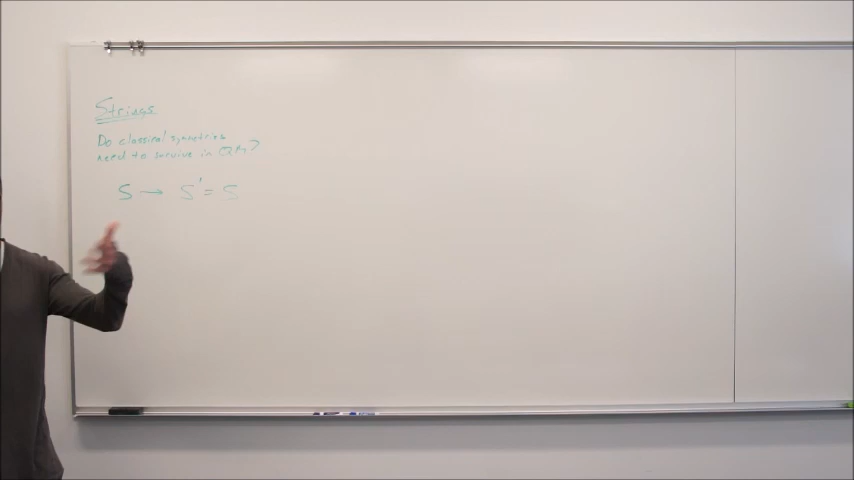 Strings
Do classical symmetries
need to survive in QM?
S → S' = S